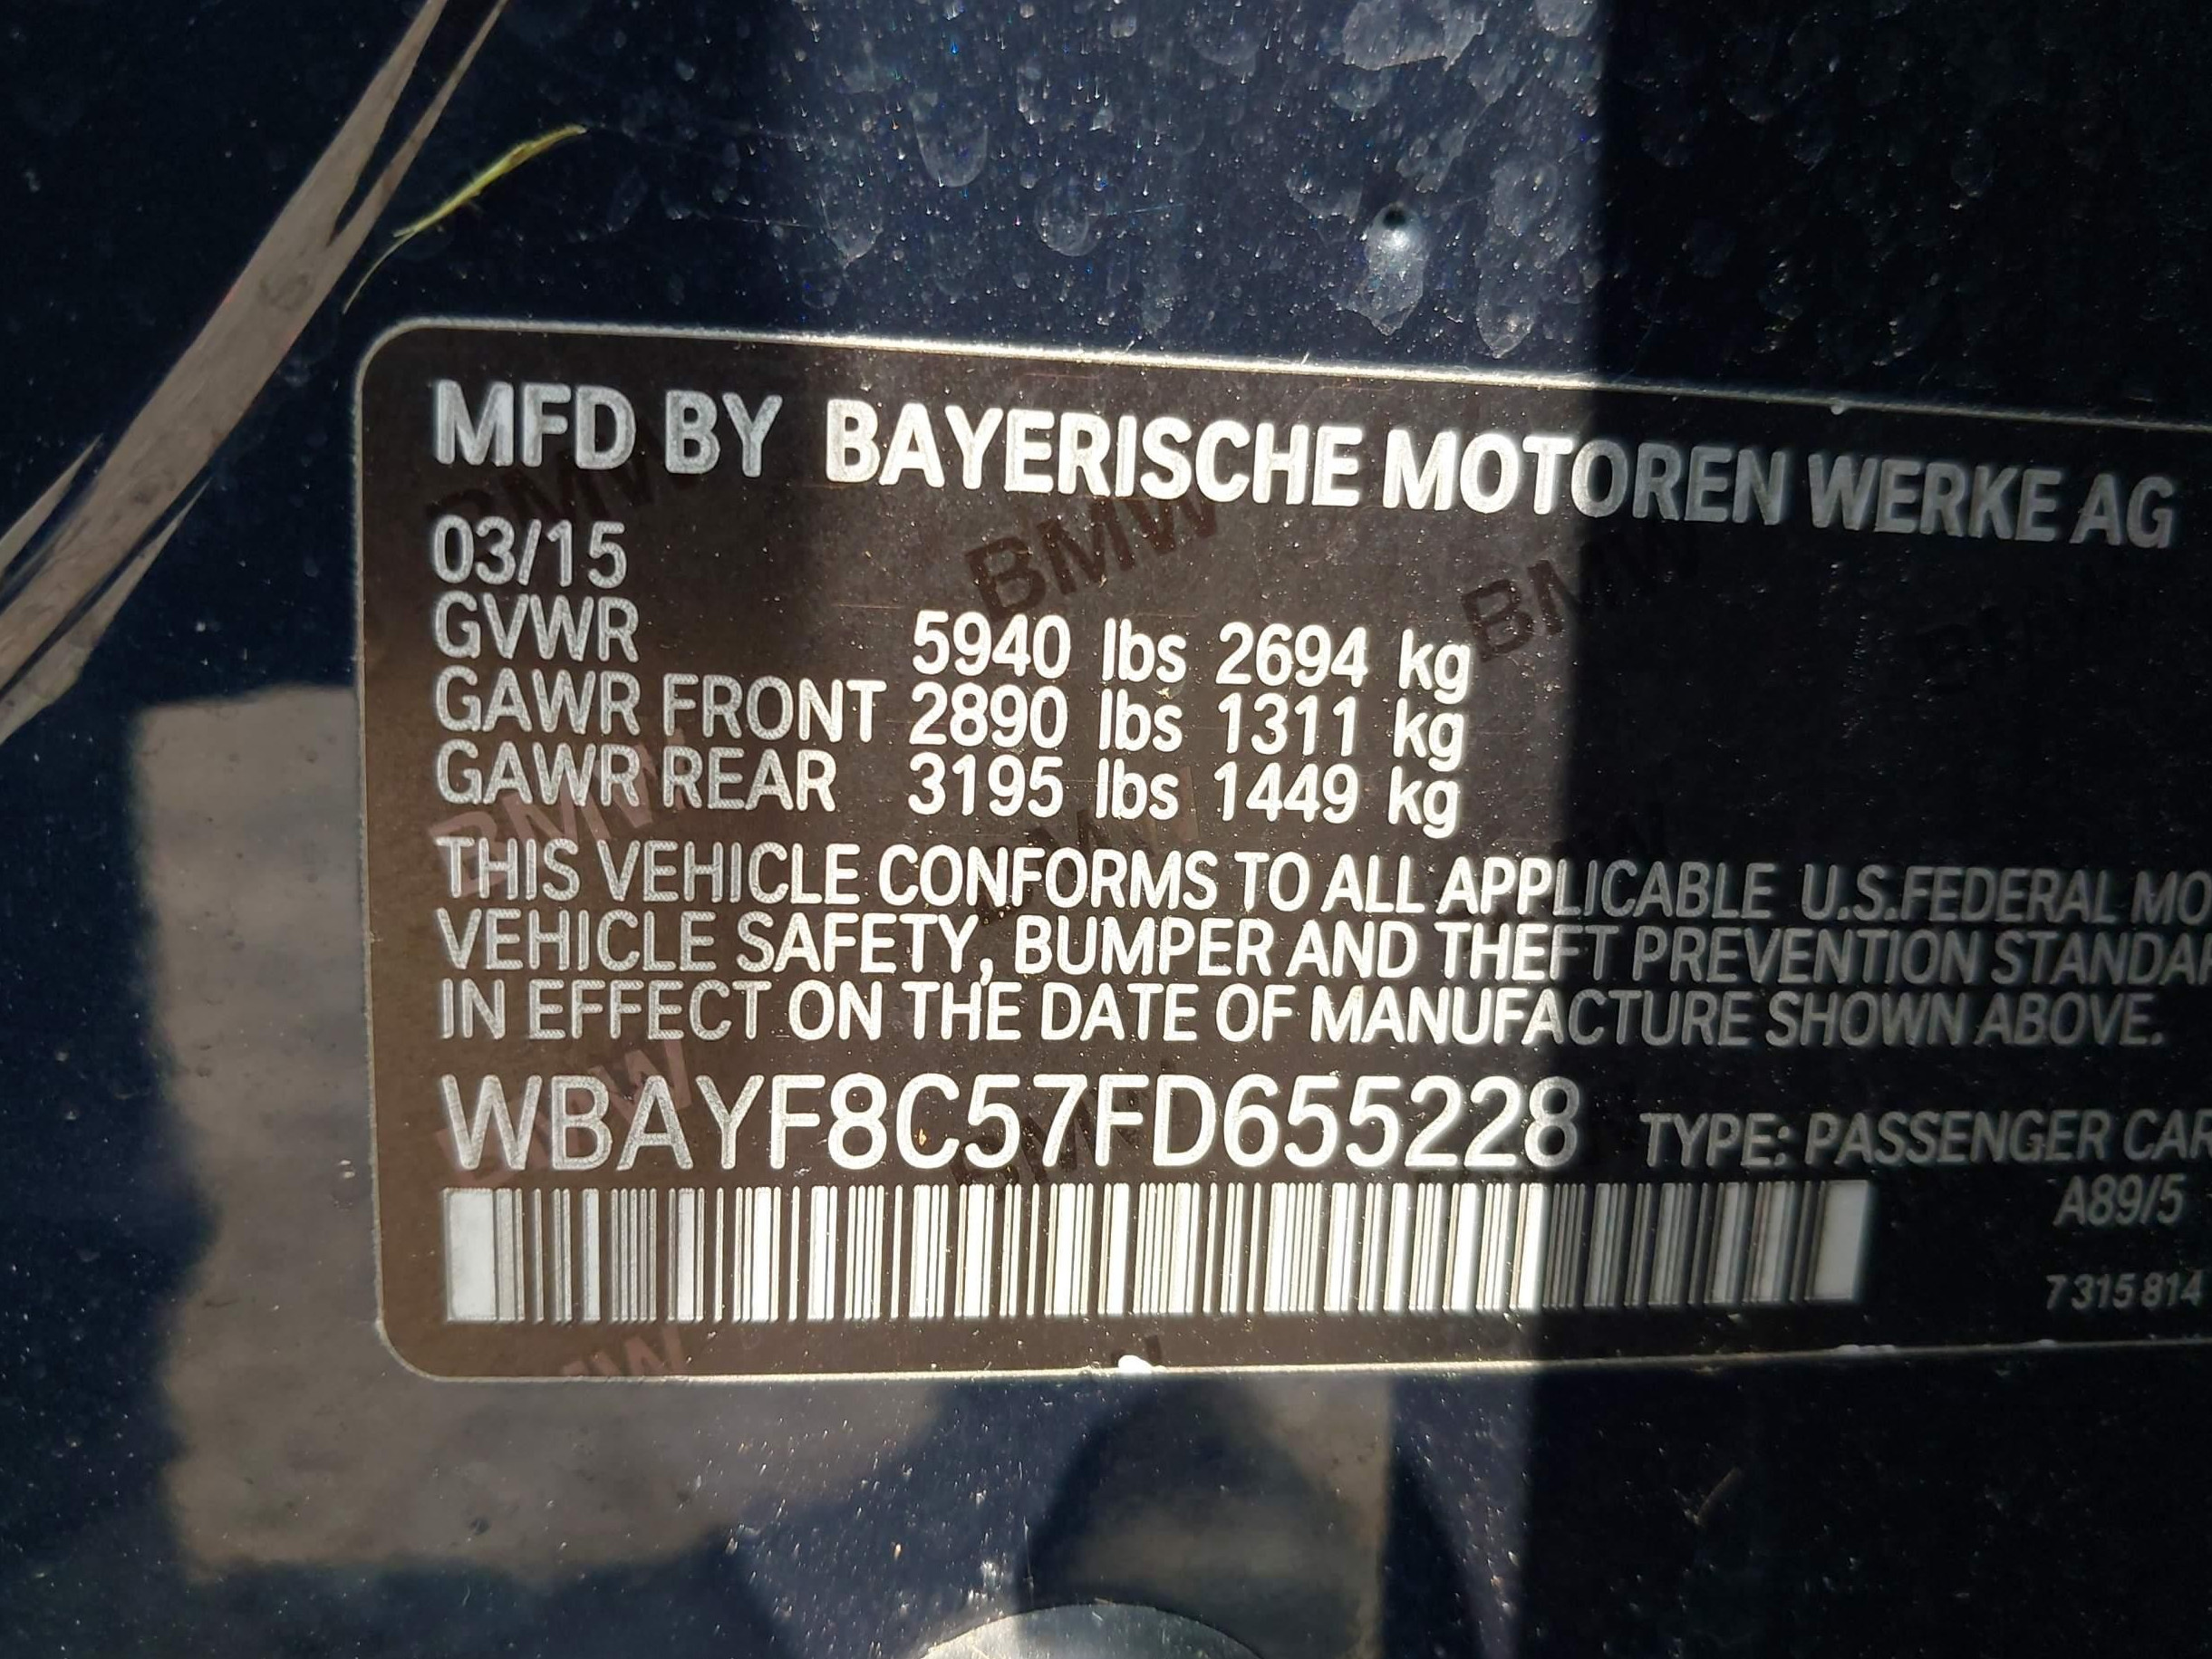 MFD BY BAYERISCHE MOTOREN WERKE AG
03/15
GVWR 5940 lbs 2694 kg
GAWR FRONT 2890 lbs 1311 kg
GAWR REAR 3195 lbs 1449 kg
THIS VEHICLE CONFORMS TO ALL APPLICABLE U.S.FEDERAL MO
VEHICLE SAFETY, BUMPER AND THEFT PREVENTION STANDAR
IN EFFECT ON THE DATE OF MANUFACTURE SHOWN ABOVE.
WBAYF8C57FD655228 TYPE: PASSENGER CAR
A89/5
7 315 814